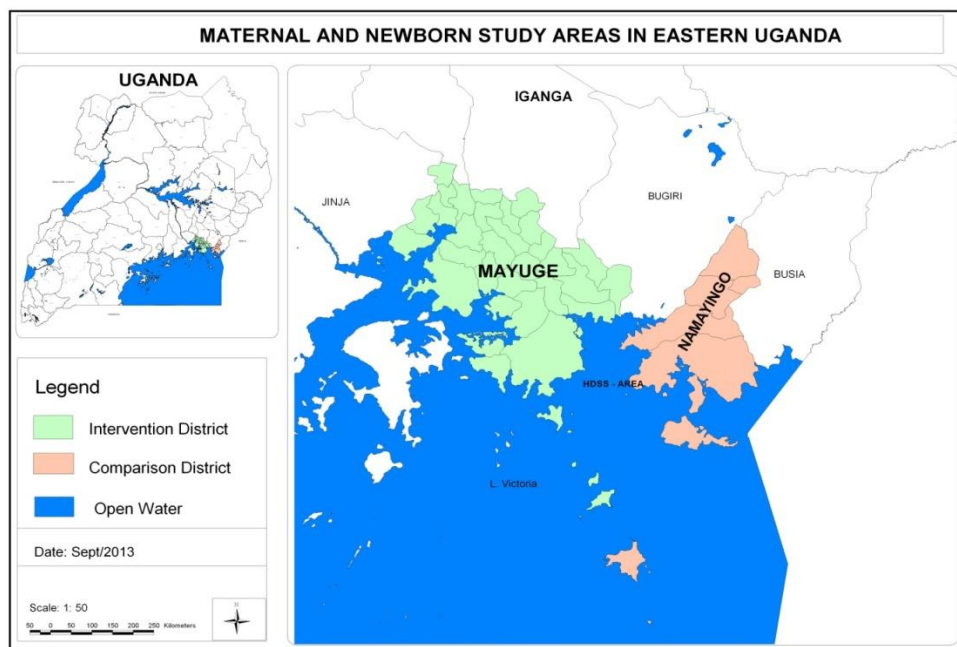 MATERNAL AND NEWBORN STUDY AREAS IN EASTERN UGANDA
UGANDA
IGANGA
JINJA
BUGIRI
MAYUGE
NAMAYINGO
BUSIA
HDSS - AREA
L. Victoria
Legend
Intervention District
Comparison District
Open Water
Date: Sept/2013
Scale: 1: 50
N
50 0 50 100 150 200 250 Kilometers